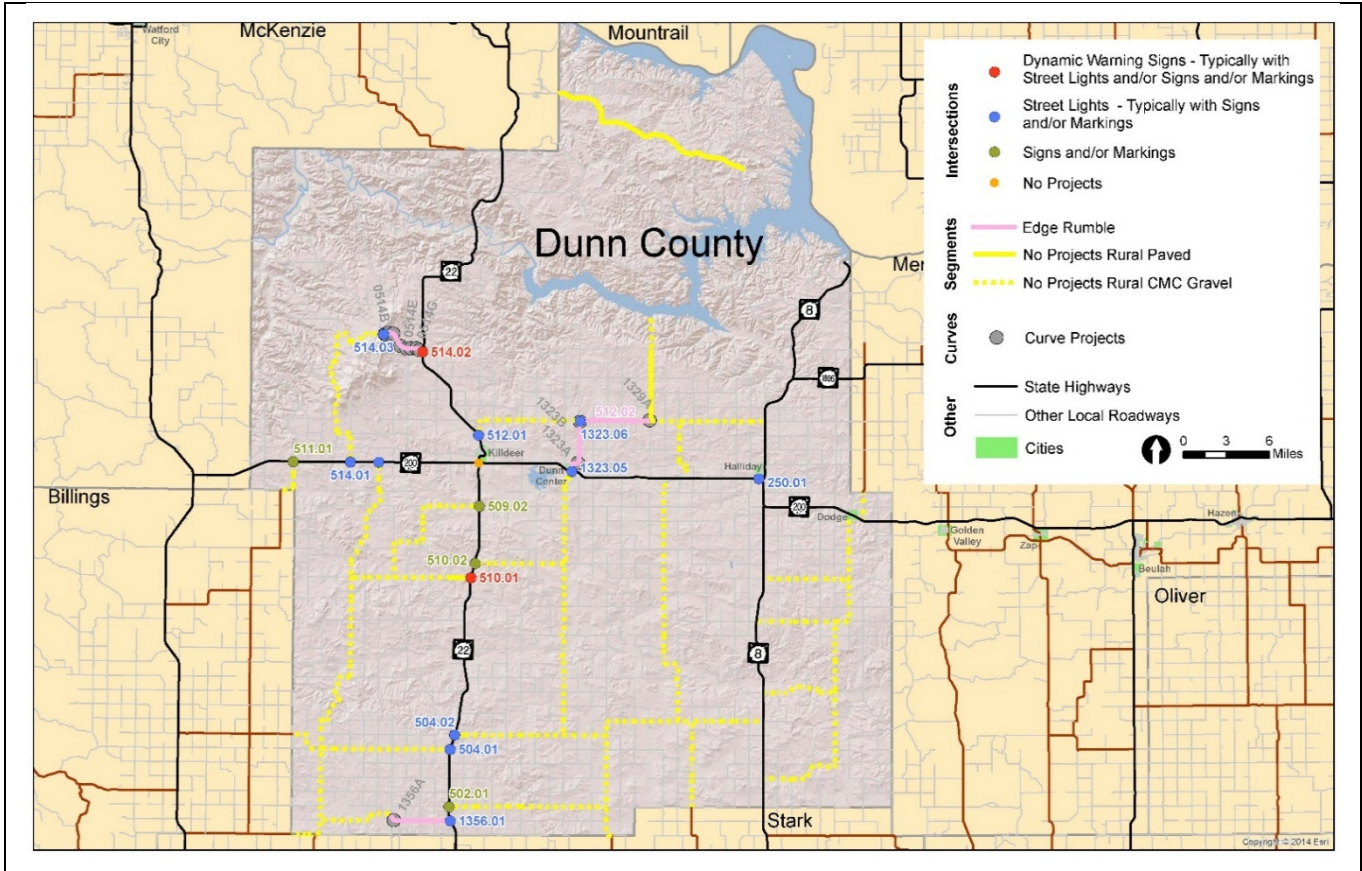 Watford
City
McKenzie
Mountrail
Dunn County
22
8
Mer
514.03
0514B
0514E
514.02
1806
1323B
512.02
1329A
512.01
1323.06
1323A
Killdeer
511.01
514.01
200
Dunn
Center
1323.05
Halliday
250.01
Billings
509.02
200
Dodge
Golden
Valley
Zap
Hazen
Beulah
510.02
510.01
Oliver
22
8
504.02
504.01
1356A
502.01
1356.01
Stark
Intersections
Dynamic Warning Signs - Typically with
Street Lights and/or Signs and/or Markings
Street Lights - Typically with Signs
and/or Markings
Signs and/or Markings
No Projects
Segments
Edge Rumble
No Projects Rural Paved
No Projects Rural CMC Gravel
Curves
Curve Projects
Other
State Highways
Other Local Roadways
Cities
0 3 6
Miles
Copyright:© 2014 Esri